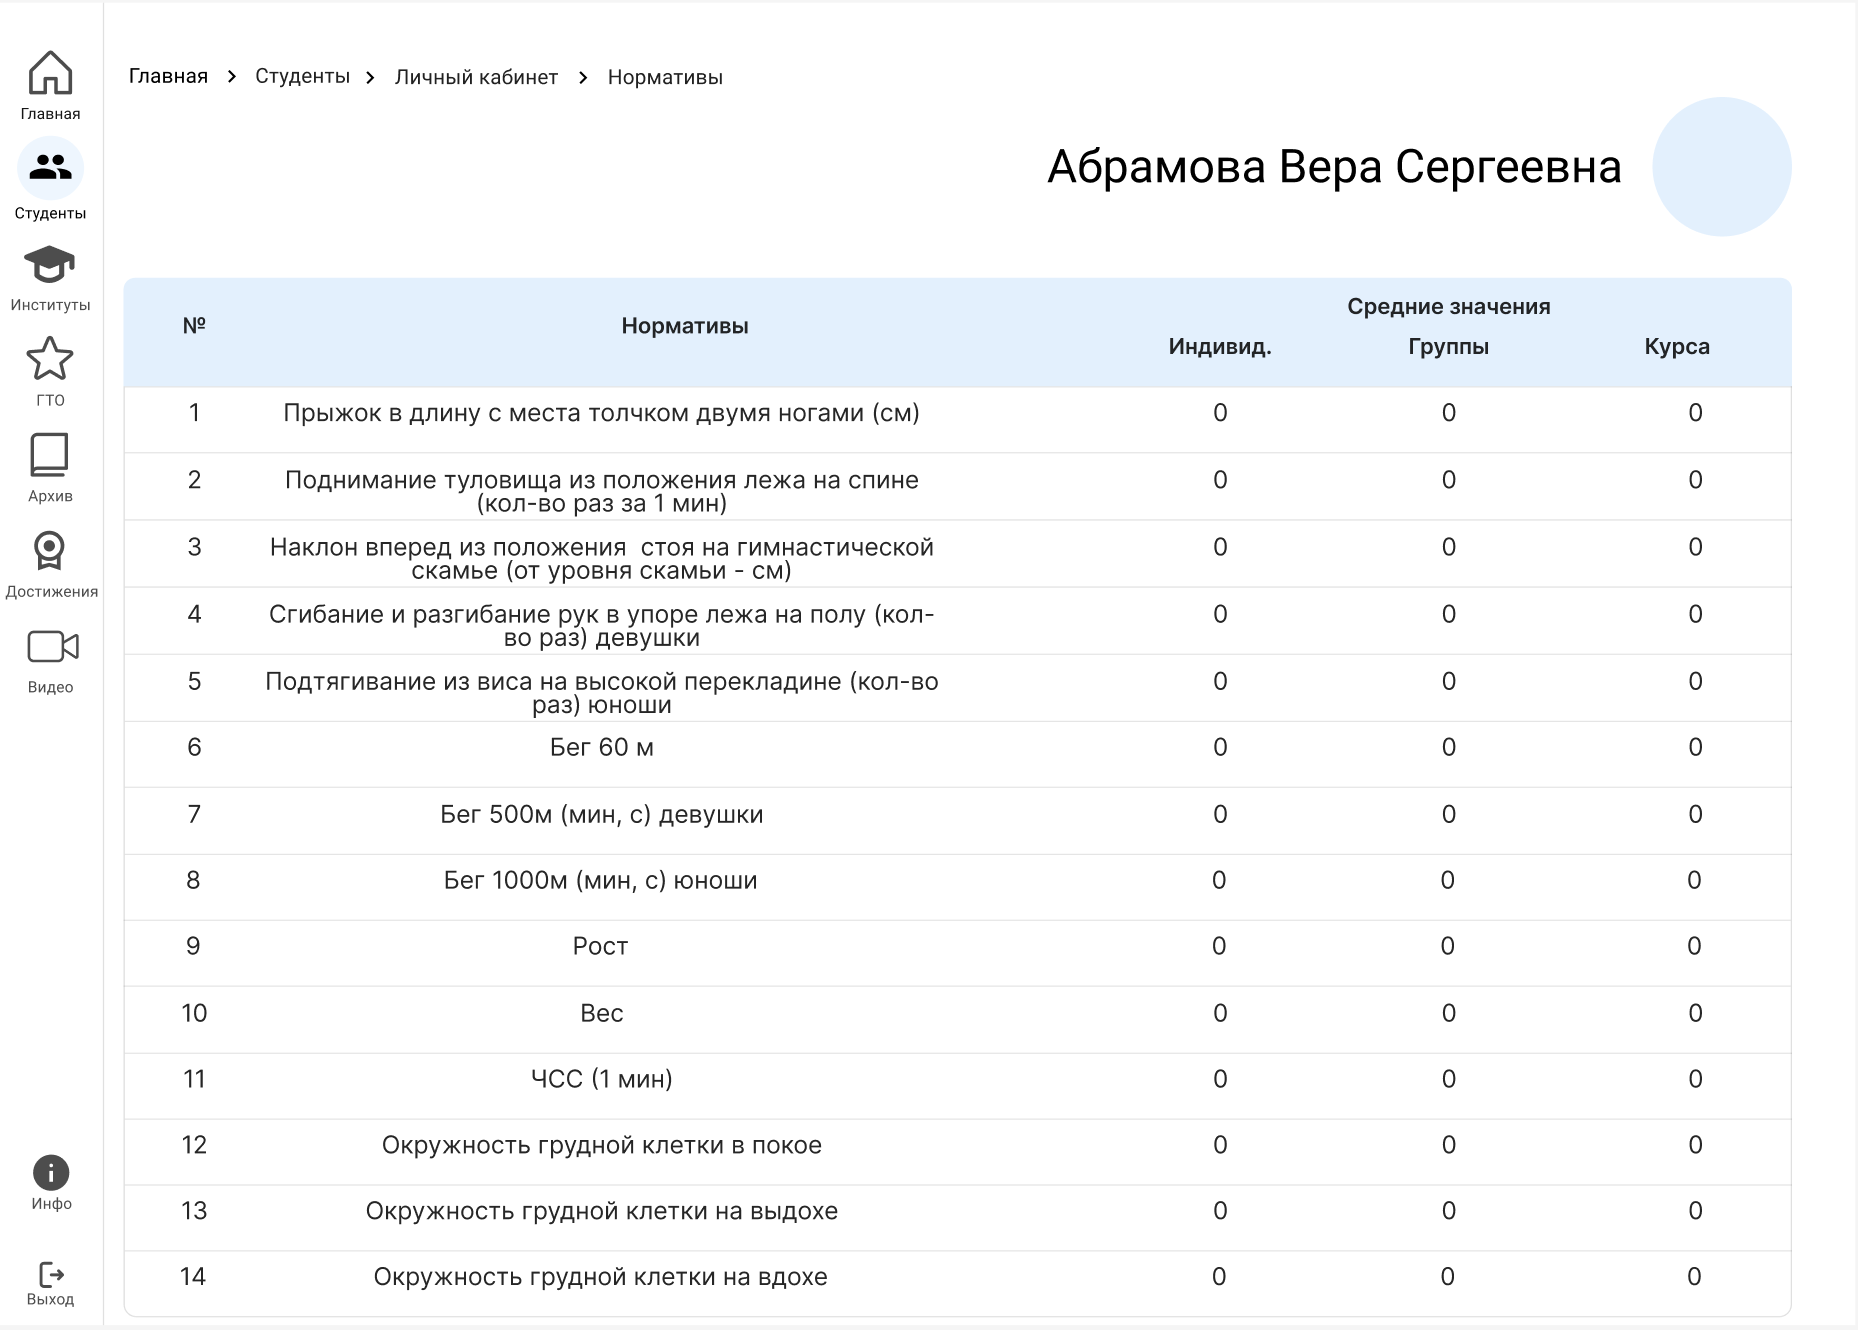 Главная > Студенты > Личный кабинет > Нормативы
Абрамова Вера Сергеевна
Главная
Студенты
Институты
ГТО
Архив
Достижения
Видео
Инфо
Выход
№ Нормативы Средние значения
Индивид. Группы Курса
1 Прыжок в длину с места толчком двумя ногами (см) 0 0 0
2 Поднимание туловища из положения лежа на спине 0 0 0
(кол-во раз за 1 мин)
3 Наклон вперед из положения  стоя на гимнастической 0 0 0
скамье (от уровня скамьи - см)
4 Сгибание и разгибание рук в упоре лежа на полу (кол- 0 0 0
во раз) девушки
5 Подтягивание из виса на высокой перекладине (кол-во 0 0 0
раз) юноши
6 Бег 60 м 0 0 0
7 Бег 500м (мин, с) девушки 0 0 0
8 Бег 1000м (мин, с) юноши 0 0 0
9 Рост 0 0 0
10 Вес 0 0 0
11 ЧСС (1 мин) 0 0 0
12 Окружность грудной клетки в покое 0 0 0
13 Окружность грудной клетки на выдохе 0 0 0
14 Окружность грудной клетки на вдохе 0 0 0